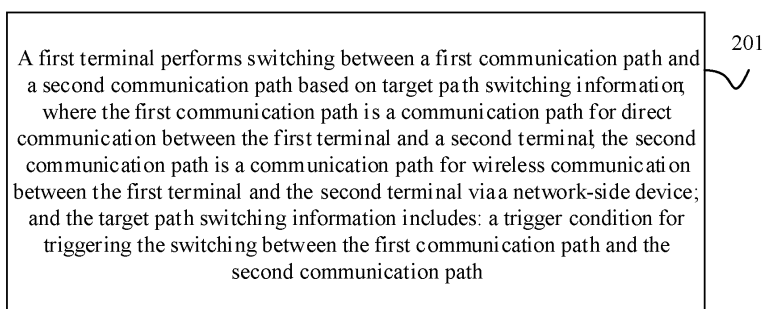 A first terminal performs switching between a first communication path and
201
a second communication path based on target path switching information;
where the first communication path is a communication path for direct
communication between the first terminal and a second terminal; the second
communication path is a communication path for wireless communication
between the first terminal and the second terminal via a network-side device;
and the target path switching information includes: a trigger condition for
triggering the switching between the first communication path and the
second communication path